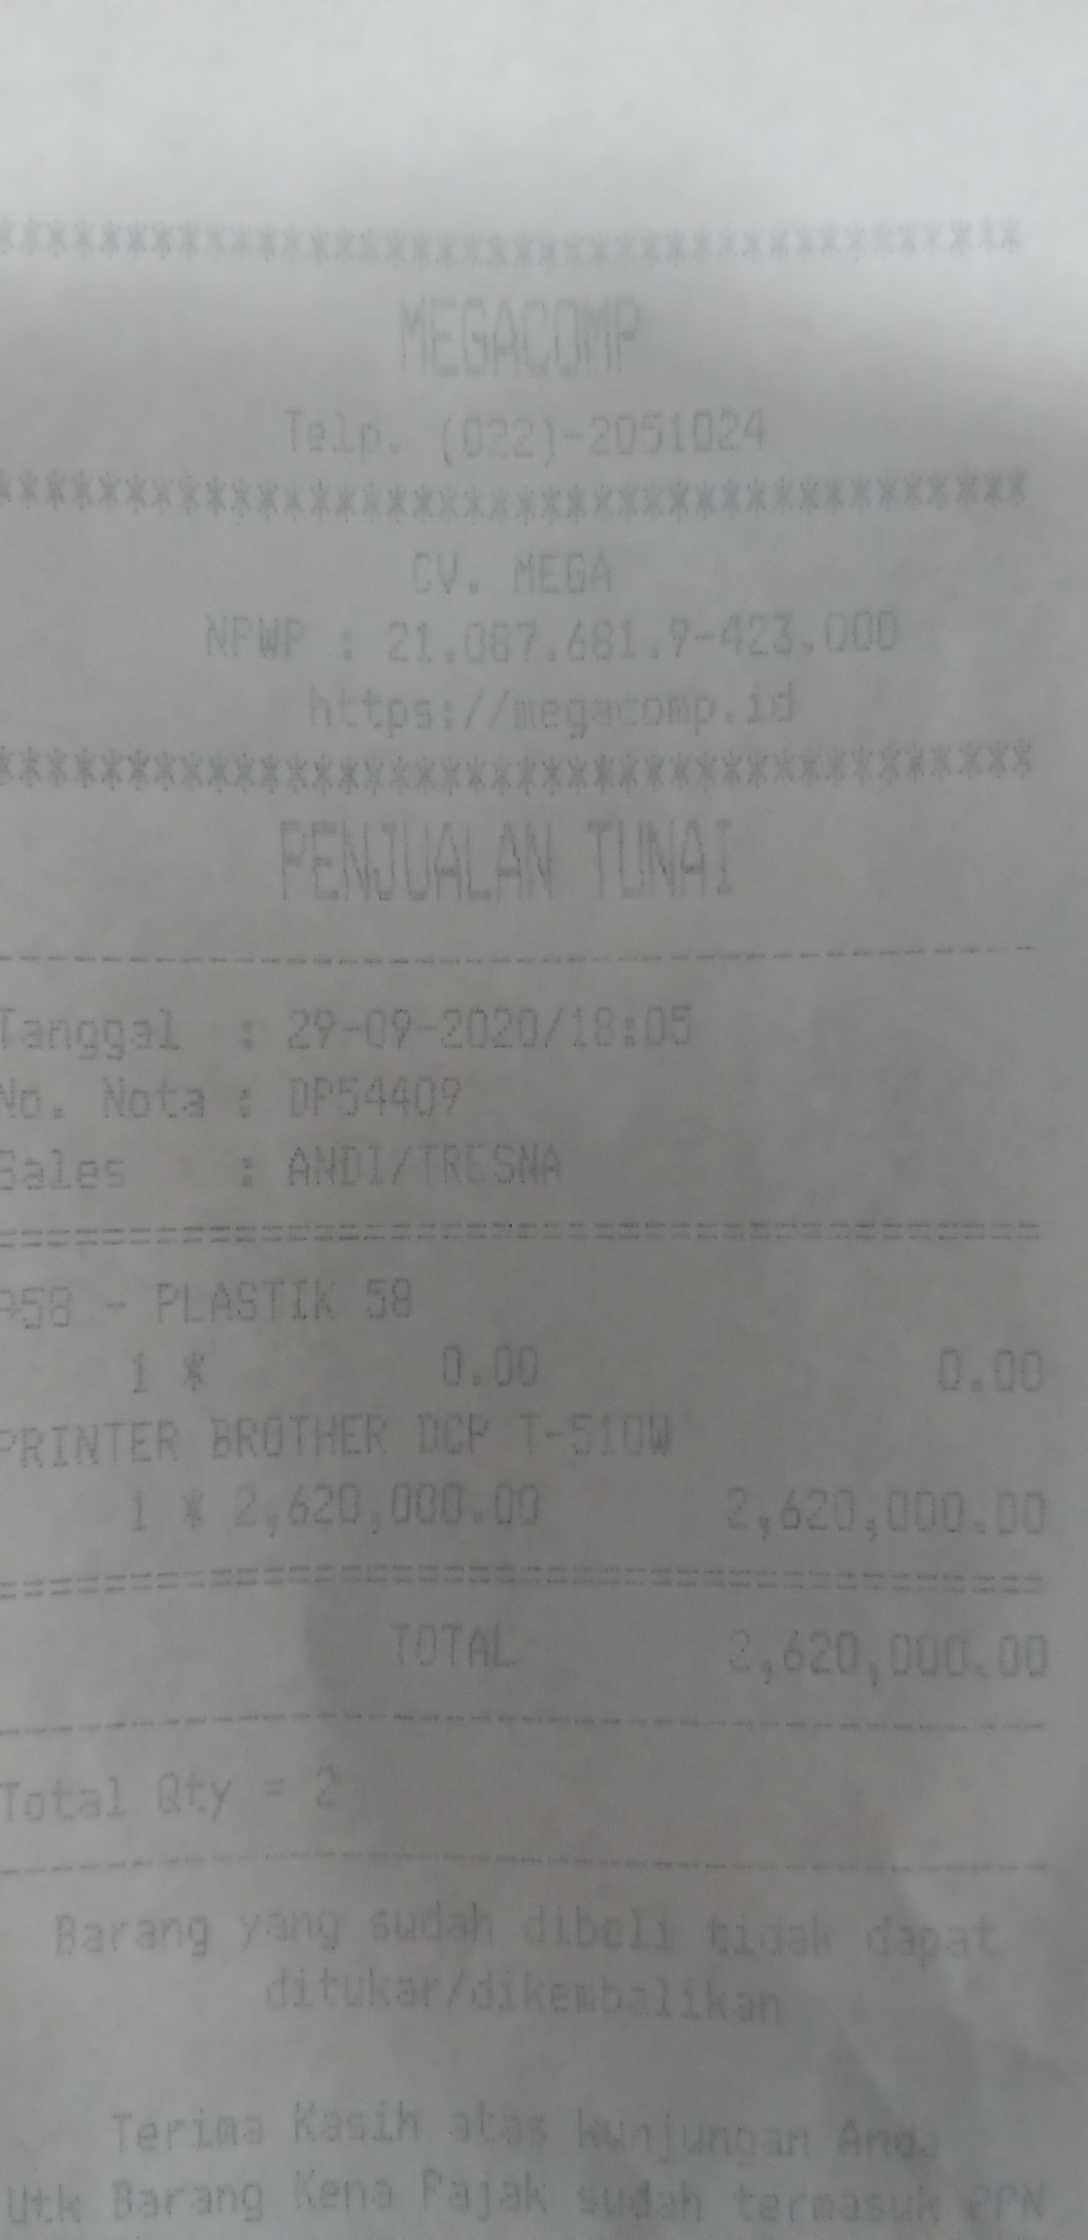 ****************************************
MEGACOMP
Telp. (022)-2051024
****************************************
CV. MEGA
NPWP : 21.087.681.9-423.000
https://megacomp.id
****************************************
PENJUALAN TUNAI
----------------------------------------
Tanggal : 29-09-2020/18:05
No. Nota : DP54409
Sales : ANDI/TRESNA
========================================
P58 - PLASTIK 58
1 * 0.00 0.00
PRINTER BROTHER DCP T-510W
1 * 2,620,000.00 2,620,000.00
========================================
TOTAL 2,620,000.00
----------------------------------------
Total Qty = 2
----------------------------------------
Barang yang sudah dibeli tidak dapat
ditukar/dikembalikan
Terima Kasih atas kunjungan Anda
Utk Barang Kena Pajak sudah termasuk PPN